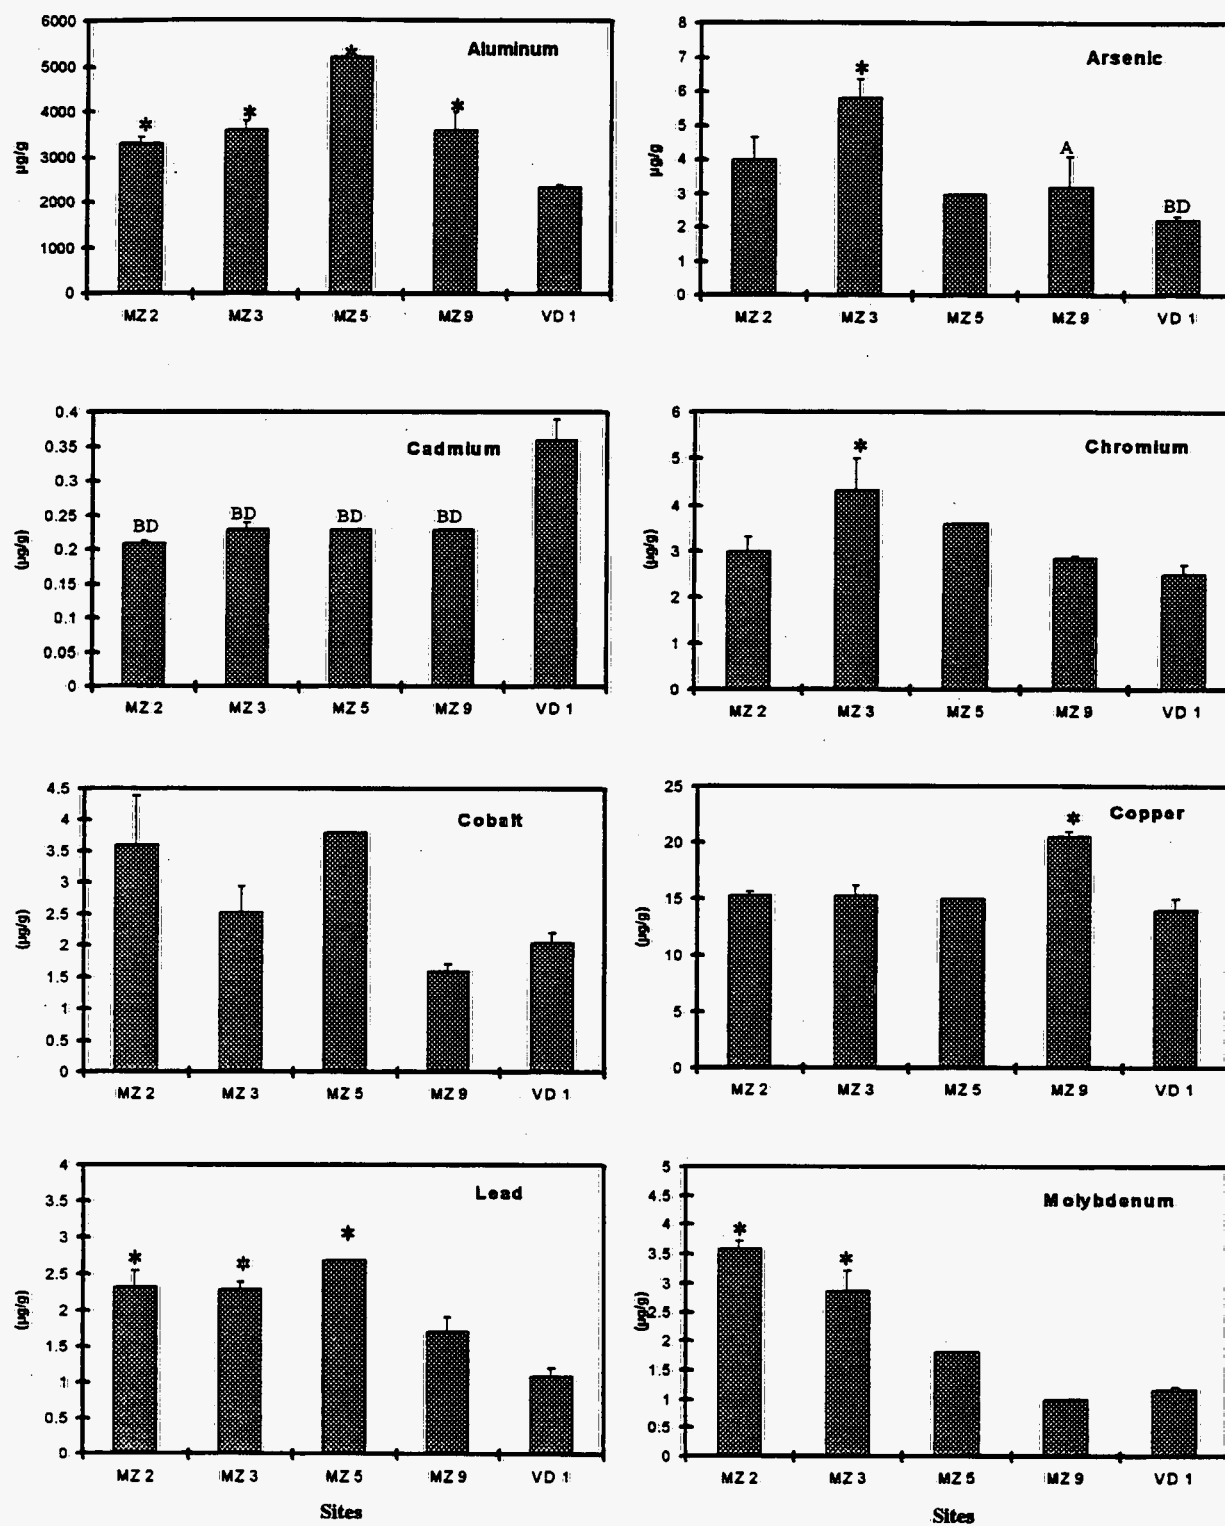 Aluminum
6000
5000
4000
3000
2000
1000
0
µg/g
* * * *
MZ 2 MZ 3 MZ 5 MZ 9 VD 1
Arsenic
8
7
6
5
4
3
2
1
0
µg/g
* A BD
MZ 2 MZ 3 MZ 5 MZ 9 VD 1
Cadmium
0.4
0.35
0.3
0.25
0.2
0.15
0.1
0.05
0
(µg/g)
BD BD BD BD
MZ 2 MZ 3 MZ 5 MZ 9 VD 1
Chromium
6
5
4
3
2
1
0
(µg/g)
*
MZ 2 MZ 3 MZ 5 MZ 9 VD 1
Cobalt
4.5
4
3.5
3
2.5
2
1.5
1
0.5
0
(µg/g)
MZ 2 MZ 3 MZ 5 MZ 9 VD 1
Copper
25
20
15
10
5
0
(µg/g)
*
MZ 2 MZ 3 MZ 5 MZ 9 VD 1
Lead
4
3.5
3
2.5
2
1.5
1
0.5
0
(µg/g)
* * *
MZ 2 MZ 3 MZ 5 MZ 9 VD 1
Sites
Molybdenum
5
4.5
4
3.5
3
2.5
2
1.5
1
0.5
0
(µg/g)
* *
MZ 2 MZ 3 MZ 5 MZ 9 VD 1
Sites